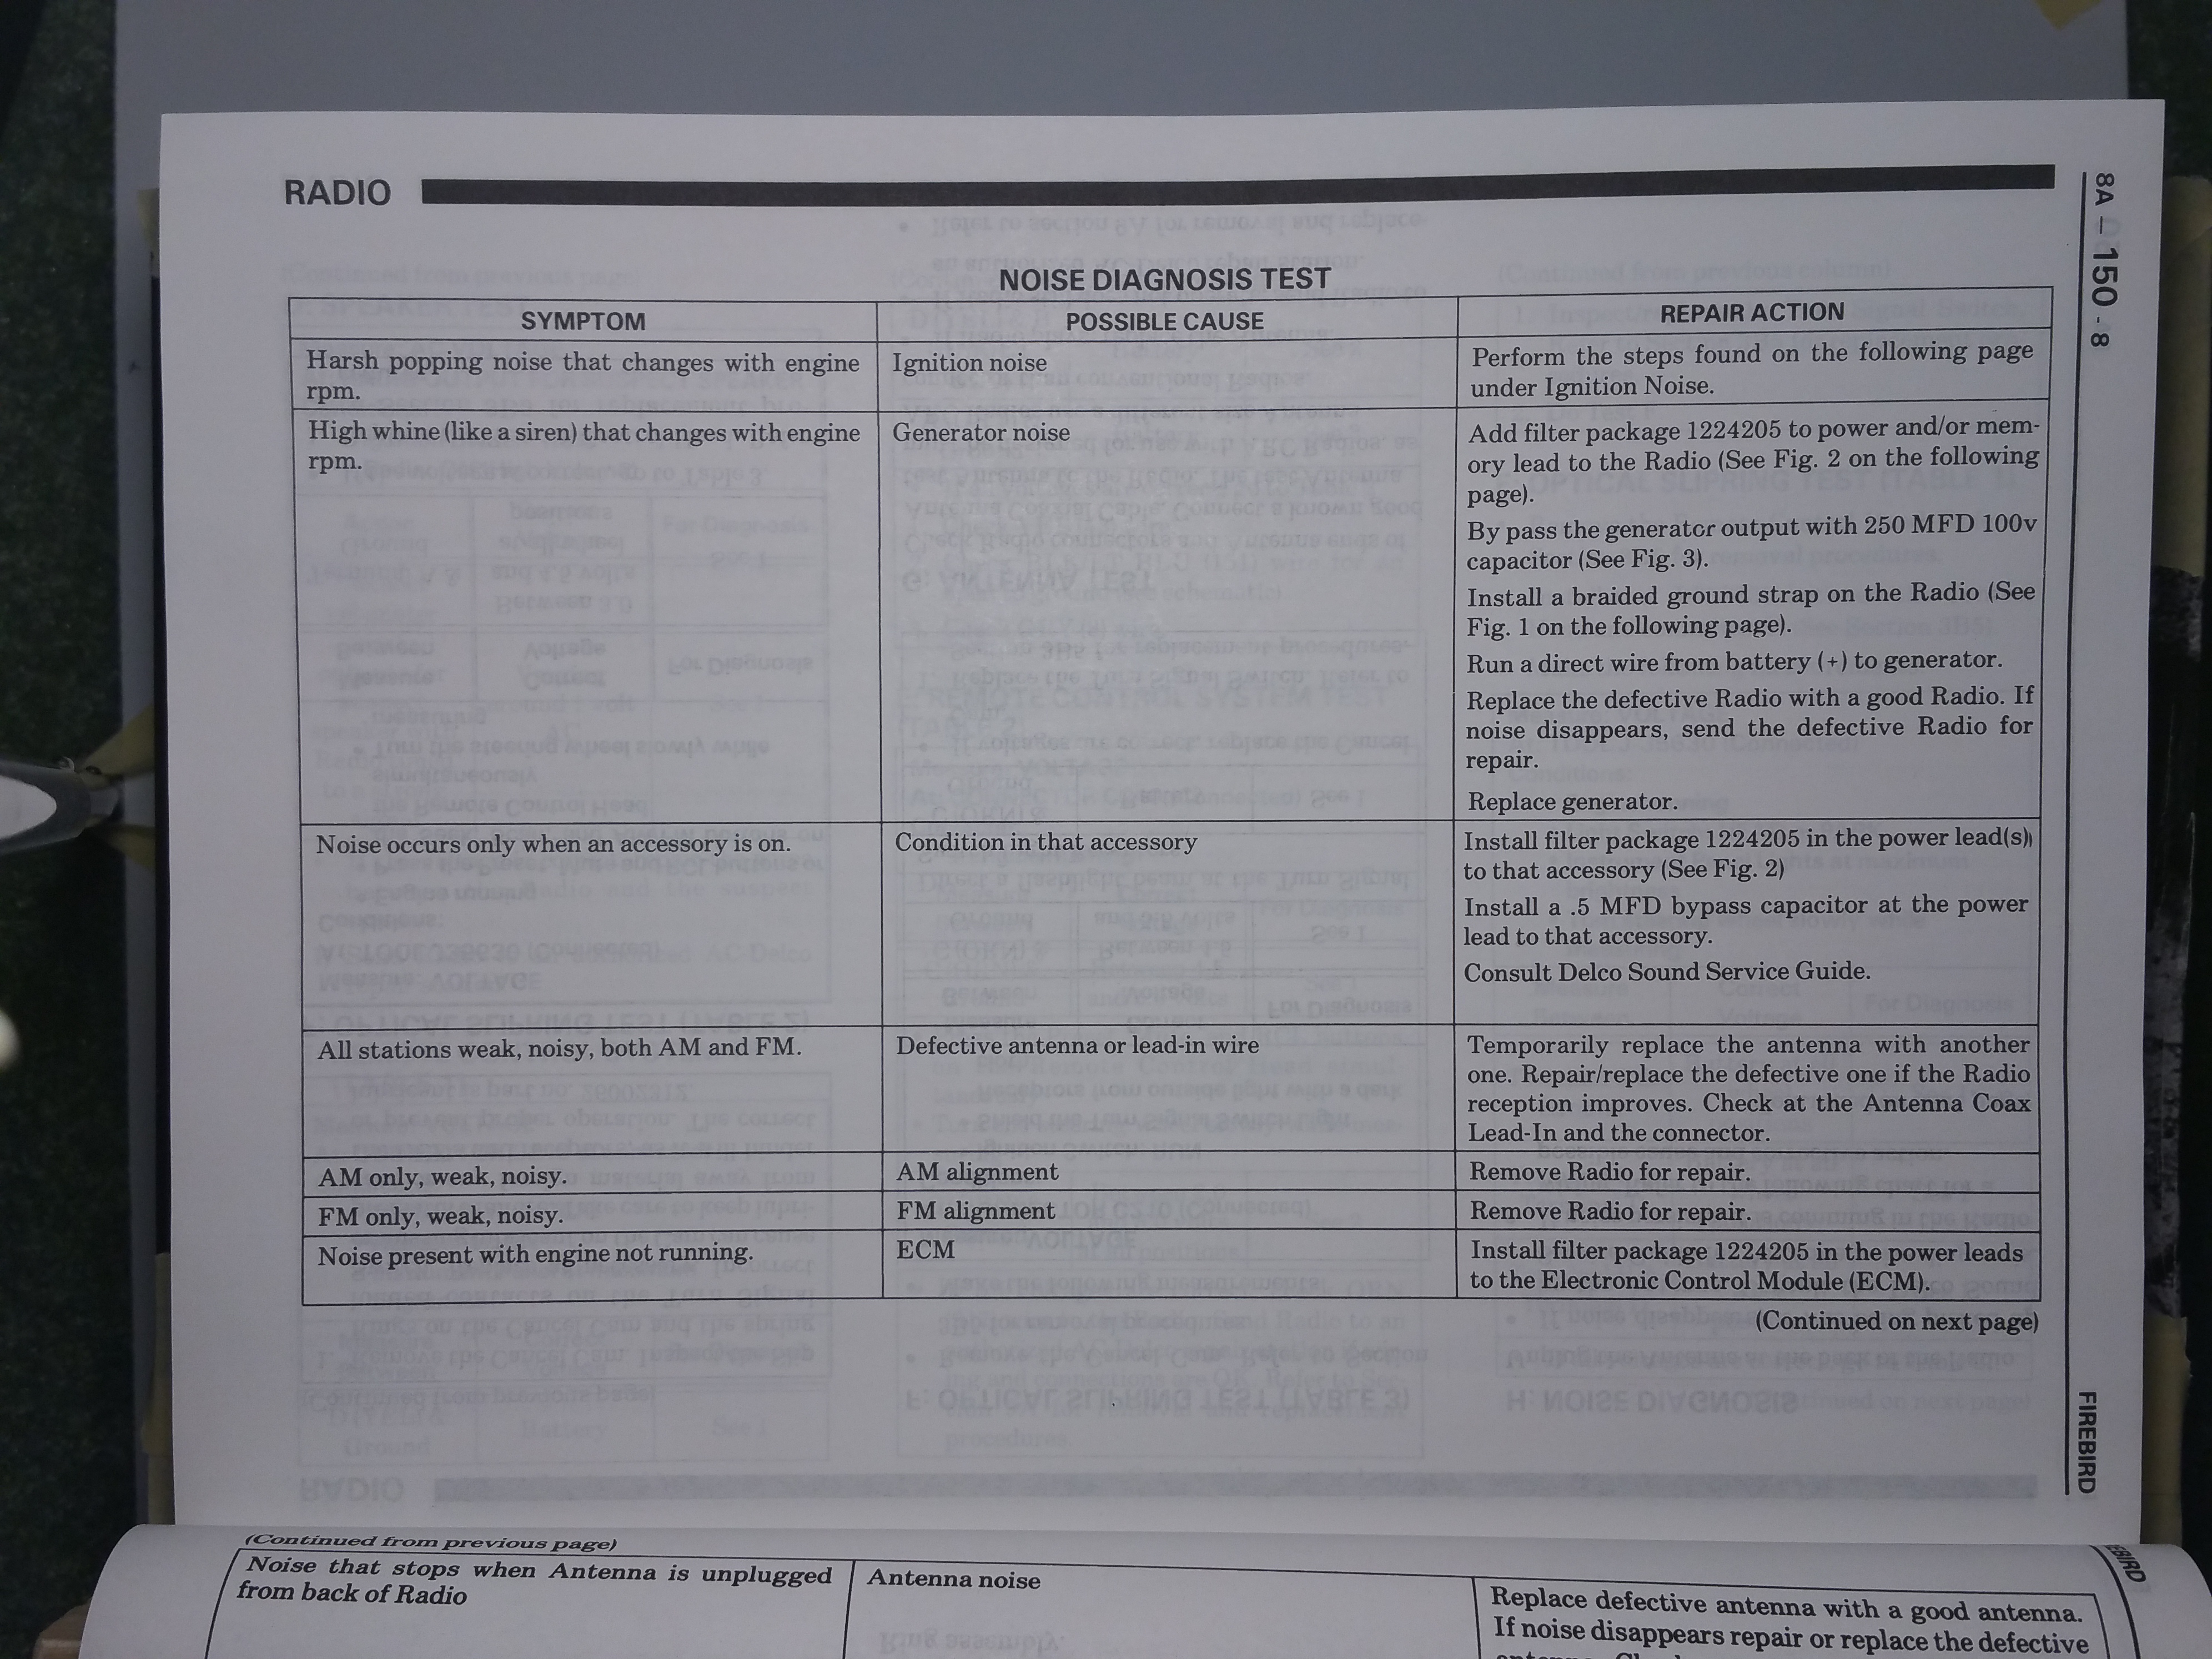 RADIO
8A – 150 - 8
NOISE DIAGNOSIS TEST
SYMPTOM
POSSIBLE CAUSE
REPAIR ACTION
Harsh popping noise that changes with engine
rpm.
Ignition noise
Perform the steps found on the following page
under Ignition Noise.
High whine (like a siren) that changes with engine
rpm.
Generator noise
Add filter package 1224205 to power and/or mem-
ory lead to the Radio (See Fig. 2 on the following
page).
By pass the generator output with 250 MFD 100v
capacitor (See Fig. 3).
Install a braided ground strap on the Radio (See
Fig. 1 on the following page).
Run a direct wire from battery (+) to generator.
Replace the defective Radio with a good Radio. If
noise disappears, send the defective Radio for
repair.
Replace generator.
Noise occurs only when an accessory is on.
Condition in that accessory
Install filter package 1224205 in the power lead(s)
to that accessory (See Fig. 2)
Install a .5 MFD bypass capacitor at the power
lead to that accessory.
Consult Delco Sound Service Guide.
All stations weak, noisy, both AM and FM.
Defective antenna or lead-in wire
Temporarily replace the antenna with another
one. Repair/replace the defective one if the Radio
reception improves. Check at the Antenna Coax
Lead-In and the connector.
AM only, weak, noisy.
AM alignment
Remove Radio for repair.
FM only, weak, noisy.
FM alignment
Remove Radio for repair.
Noise present with engine not running.
ECM
Install filter package 1224205 in the power leads
to the Electronic Control Module (ECM).
(Continued on next page)
FIREBIRD
(Continued from previous page)
Noise that stops when Antenna is unplugged
from back of Radio
Antenna noise
Replace defective antenna with a good antenna.
If noise disappears repair or replace the defective